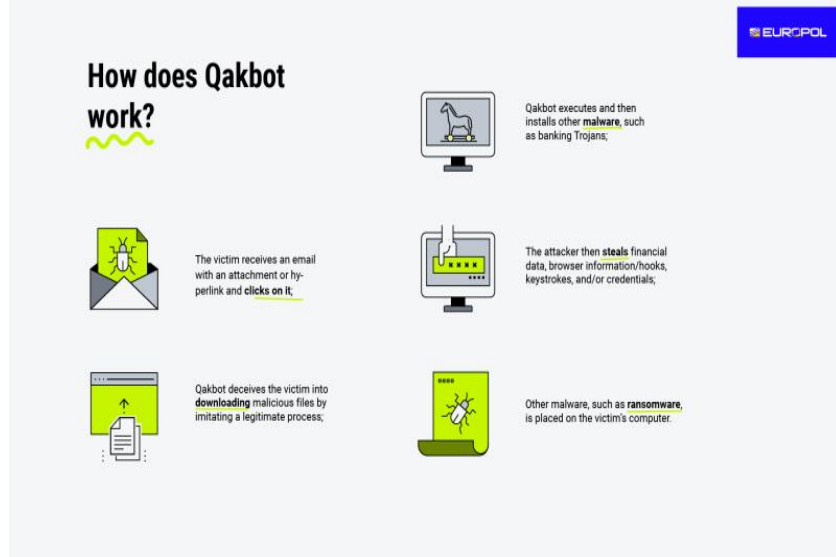 EUROPOL
How does Qakbot
work?
The victim receives an email
with an attachment or hy-
perlink and clicks on it;
Qakbot deceives the victim into
downloading malicious files by
imitating a legitimate process;
Qakbot executes and then
installs other malware, such
as banking Trojans;
The attacker then steals financial
data, browser information/hooks,
keystrokes, and/or credentials;
Other malware, such as ransomware,
is placed on the victim's computer.